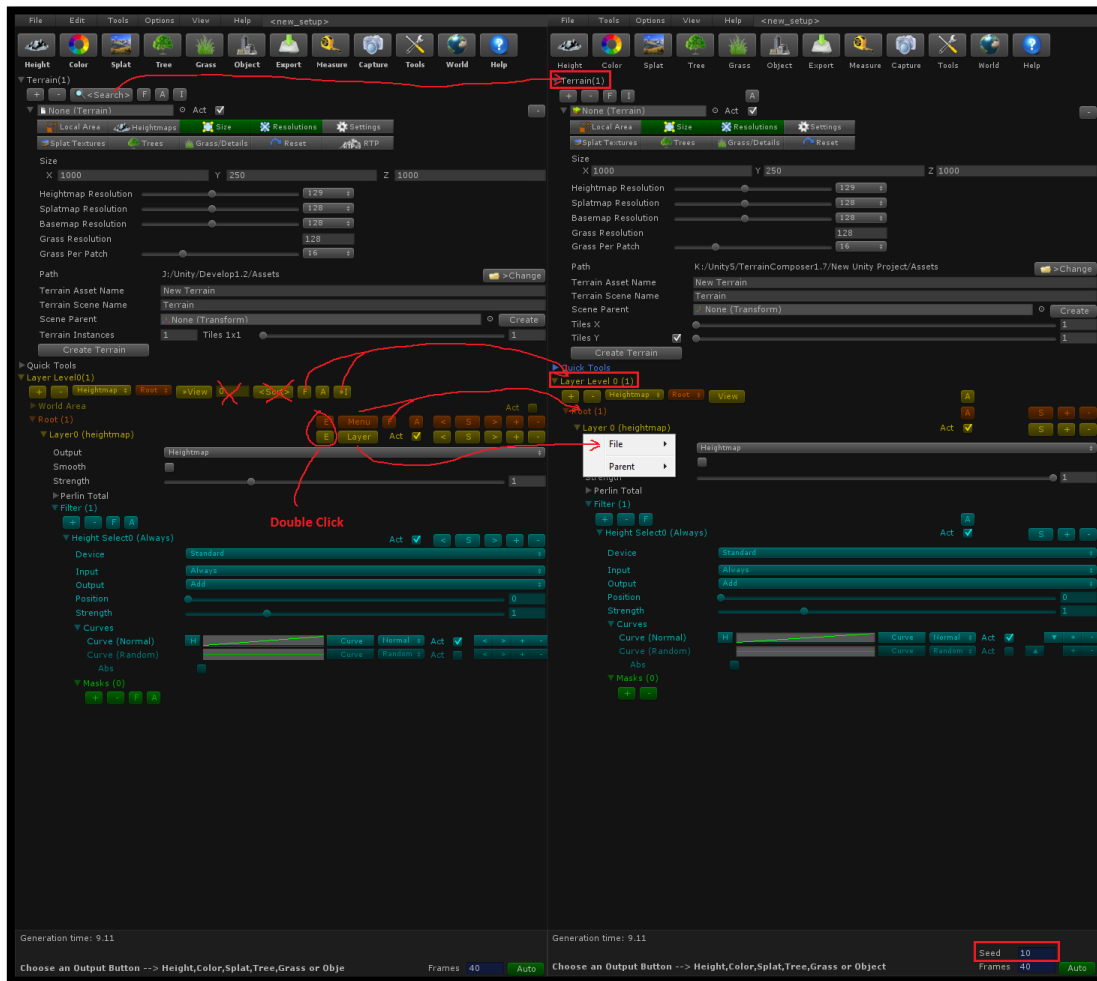 File Edit Tools Options View Help <new_setup>
Height Color Splat Tree Grass Object Export Measure Capture Tools World Help
Terrain(1)
+ - <Search> F A I
None (Terrain) Act -
Local Area Heightmaps Size Resolutions Settings
Splat Textures Trees Grass/Details Reset RTP
Size
X 1000 Y 250 Z 1000
Heightmap Resolution 129
Splatmap Resolution 128
Basemap Resolution 128
Grass Resolution 128
Grass Per Patch 16
Path J:/Unity/Develop1.2/Assets >Change
Terrain Asset Name New Terrain
Terrain Scene Name Terrain
Scene Parent None (Transform) Create
Terrain Instances 1 Tiles 1x1 1
Create Terrain
Quick Tools
Layer Level0(1)
+ - Heightmap Root »View 0 <Sort> F A
World Area Act
Root (1) E Menu F A < S > + -
Layer0 (heightmap) E Layer Act < S > + -
Output Heightmap
Smooth
Strength 1
Perlin Total
Filter (1)
+ - F A
Double Click
Height Select0 (Always) Act < S > + -
Device Standard
Input Always
Output Add
Position 0
Strength 1
Curves
Curve (Normal) H Curve Normal Act < > + -
Curve (Random) Curve Random Act < > + -
Abs
Masks (0)
+ - F A
Generation time: 9.11
Choose an Output Button --> Height,Color,Splat,Tree,Grass or Obje Frames 40 Auto
File Tools Options View Help <new_setup>
Height Color Splat Tree Grass Object Export Measure Capture Tools World Help
Terrain(1)
+ - F I A
None (Terrain) Act -
Local Area Size Resolutions Settings
Splat Textures Trees Grass/Details Reset
Size
X 1000 Y 250 Z 1000
Heightmap Resolution 129
Splatmap Resolution 128
Basemap Resolution 128
Grass Resolution 128
Grass Per Patch 16
Path K:/Unity5/TerrainComposer1.7/New Unity Project/Assets >Change
Terrain Asset Name New Terrain
Terrain Scene Name Terrain
Scene Parent None (Transform) Create
Tiles X 1
Tiles Y 1
Create Terrain
Quick Tools
Layer Level 0 (1)
+ - Heightmap Root View A
Root (1) A S + -
Layer 0 (heightmap) Act S + -
File Heightmap
Parent
Strength 1
Perlin Total
Filter (1)
+ - F A
Height Select0 (Always) Act S + -
Device Standard
Input Always
Output Add
Position 0
Strength 1
Curves
Curve (Normal) H Curve Normal Act + -
Curve (Random) Curve Random Act + -
Abs
Masks (0)
+ -
Generation time: 9.11
Seed 10
Choose an Output Button --> Height,Color,Splat,Tree,Grass or Object Frames 40 Auto